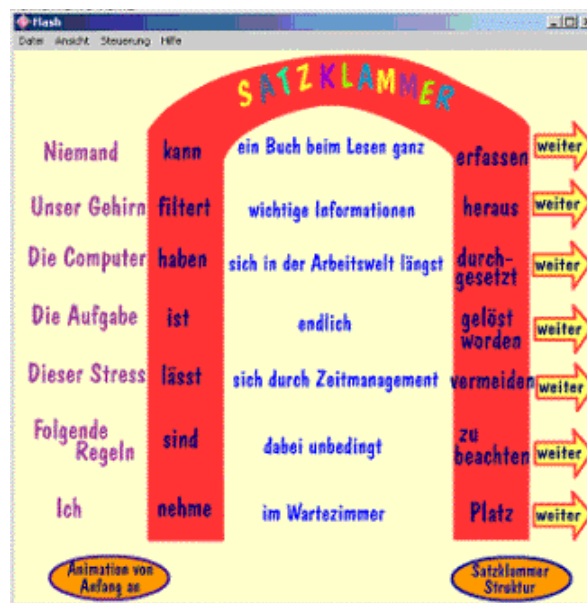 Flash
Datei Ansicht Steuerung Hilfe
SATZKLAMMER
Niemand kann ein Buch beim Lesen ganz erfassen weiter
Unser Gehirn filtert wichtige Informationen heraus weiter
Die Computer haben sich in der Arbeitswelt längst durch-
gesetzt weiter
Die Aufgabe ist endlich gelöst
worden weiter
Dieser Stress lässt sich durch Zeitmanagement vermeiden weiter
Folgende
Regeln sind dabei unbedingt zu
beachten weiter
Ich nehme im Wartezimmer Platz weiter
Animation von
Anfang an
Satzklammer
Struktur